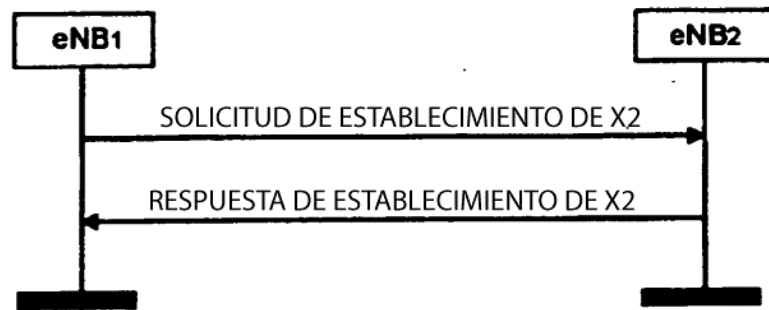 eNB1
eNB2
SOLICITUD DE ESTABLECIMIENTO DE X2
RESPUESTA DE ESTABLECIMIENTO DE X2